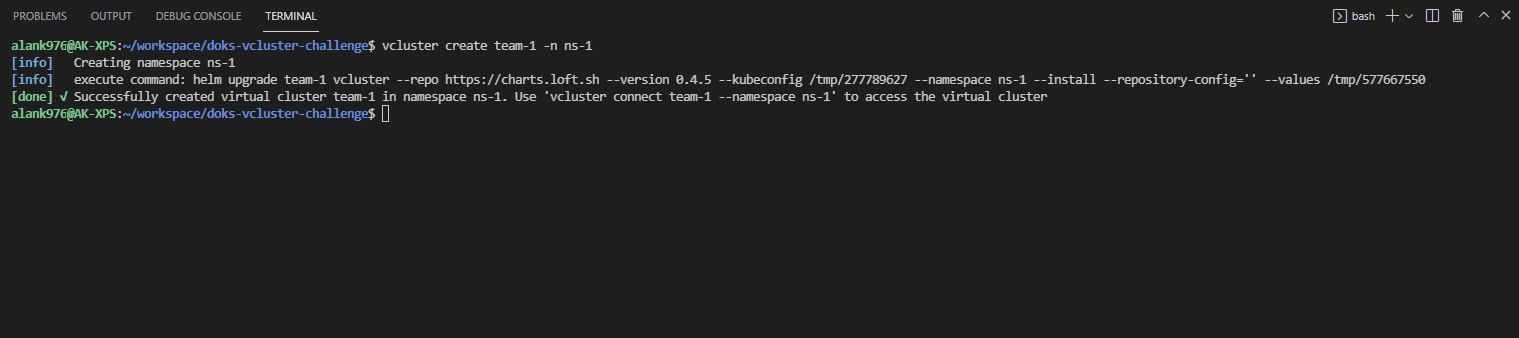 PROBLEMS OUTPUT DEBUG CONSOLE TERMINAL bash
alank976@AK-XPS:~/workspace/doks-vcluster-challenge$ vcluster create team-1 -n ns-1
[info] Creating namespace ns-1
[info] execute command: helm upgrade team-1 vcluster --repo https://charts.loft.sh --version 0.4.5 --kubeconfig /tmp/277789627 --namespace ns-1 --install --repository-config='' --values /tmp/577667550
[done] √ Successfully created virtual cluster team-1 in namespace ns-1. Use 'vcluster connect team-1 --namespace ns-1' to access the virtual cluster
alank976@AK-XPS:~/workspace/doks-vcluster-challenge$